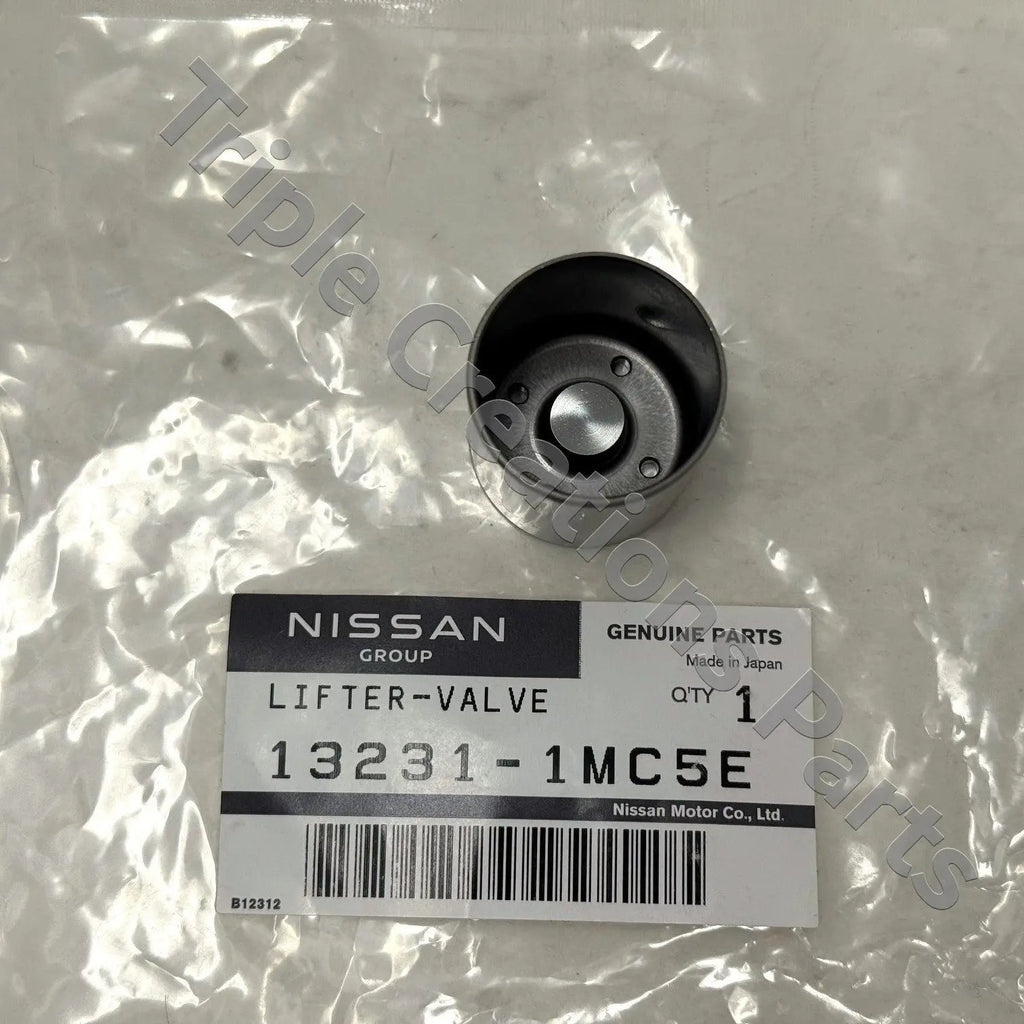 Triple Creations Parts
NISSAN
GROUP
GENUINE PARTS
Made in Japan
LIFTER-VALVE
Q'TY 1
13231-1MC5E
Nissan Motor Co., Ltd.
B12312